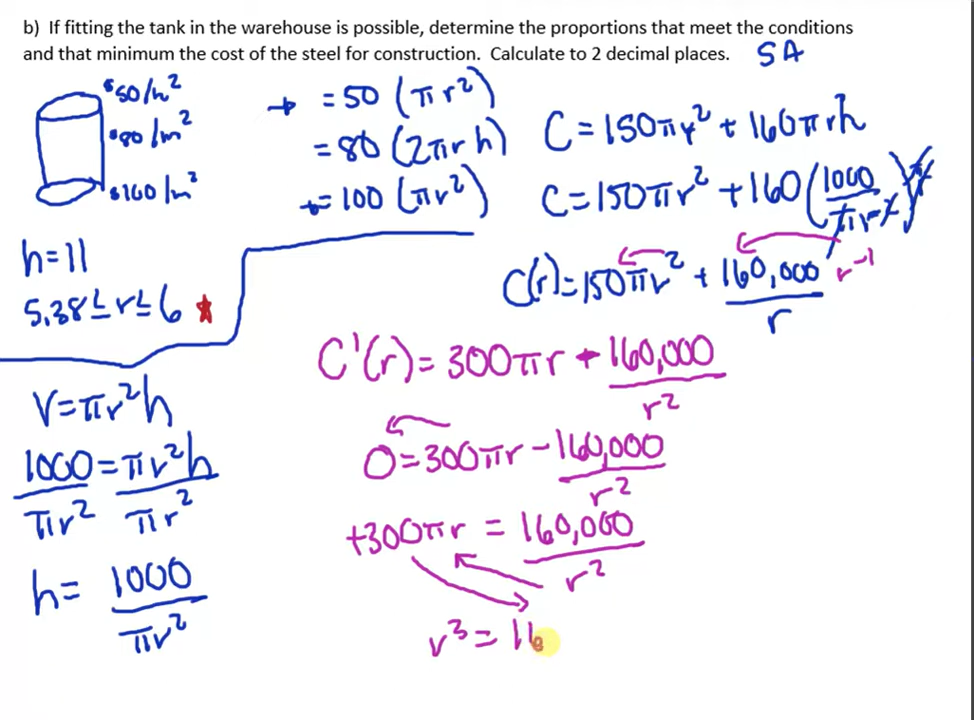 b) If fitting the tank in the warehouse is possible, determine the proportions that meet the conditions
and that minimum the cost of the steel for construction. Calculate to 2 decimal places. SA
$50/m²
$80/m²
$100/m²
h=11
5.38≤r≤6
V=πr²h
1000=πr²h
πr² πr²
h= 1000
πr²
=50(πr²)
=80(2πrh)
=100(πr²)
C=150πr²+160πrh
C=150πr²+160(1000
πr
C(r)=150πr²+160,000 r⁻¹
r
C'(r)=300πr+160,000
r²
0=300πr-160,000
r²
+300πr=160,000
r²
r³=16